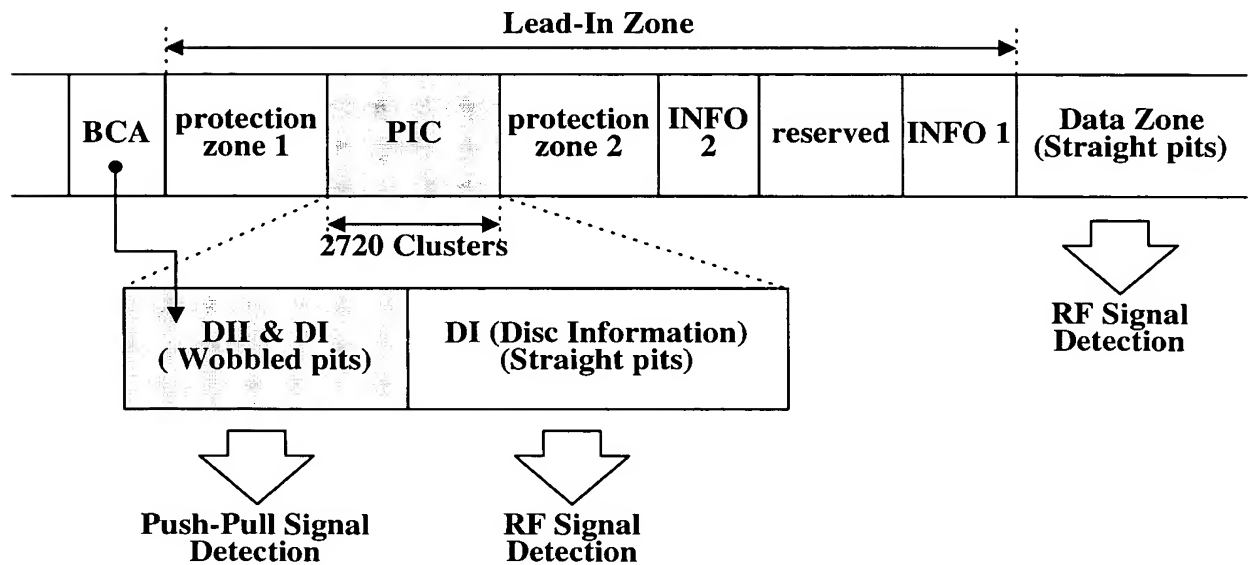 Lead-In Zone
BCA
protection
zone 1
PIC
protection
zone 2
INFO
2
reserved
INFO 1
Data Zone
(Straight pits)
2720 Clusters
DII & DI
( Wobbled pits)
DI (Disc Information)
(Straight pits)
RF Signal
Detection
Push-Pull Signal
Detection
RF Signal
Detection